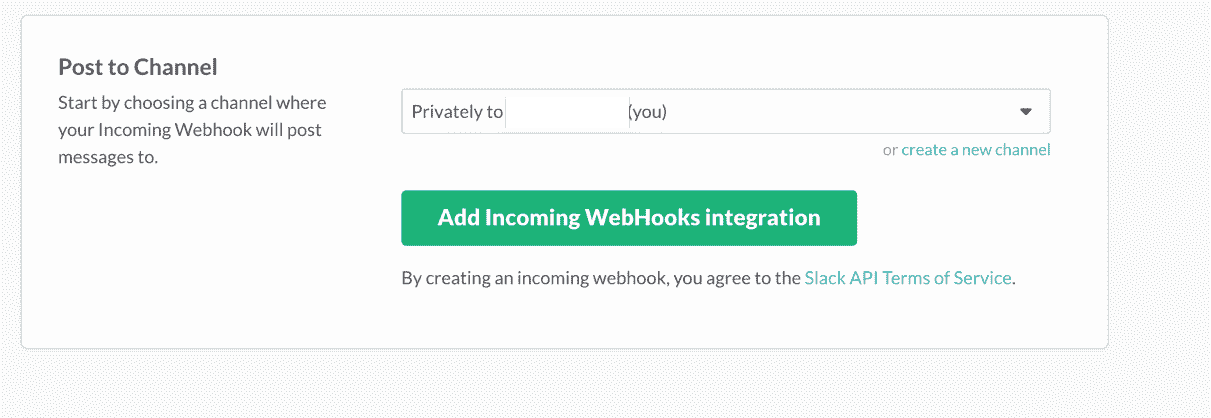 Post to Channel
Start by choosing a channel where
your Incoming Webhook will post
messages to.
Privately to (you)
or create a new channel
Add Incoming WebHooks integration
By creating an incoming webhook, you agree to the Slack API Terms of Service.